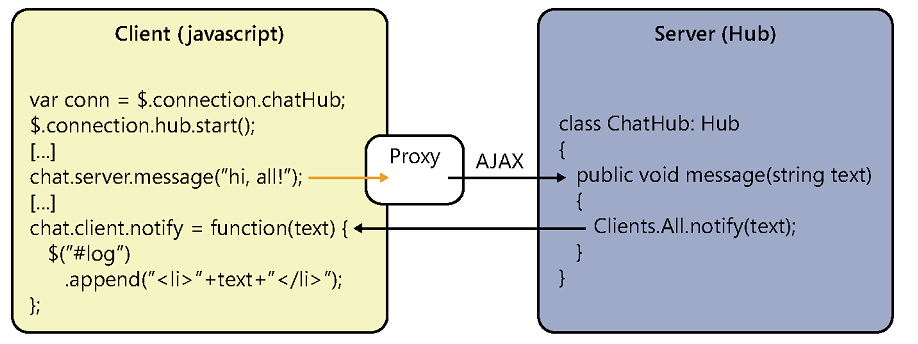 Client (javascript)
var conn = $.connection.chatHub;
$.connection.hub.start();
[...]
chat.server.message("hi, all!");
[...]
chat.client.notify = function(text) {
$("#log")
.append("<li>"+text+"</li>");
};
Proxy
AJAX
Server (Hub)
class ChatHub: Hub
{
public void message(string text)
{
Clients.All.notify(text);
}
}